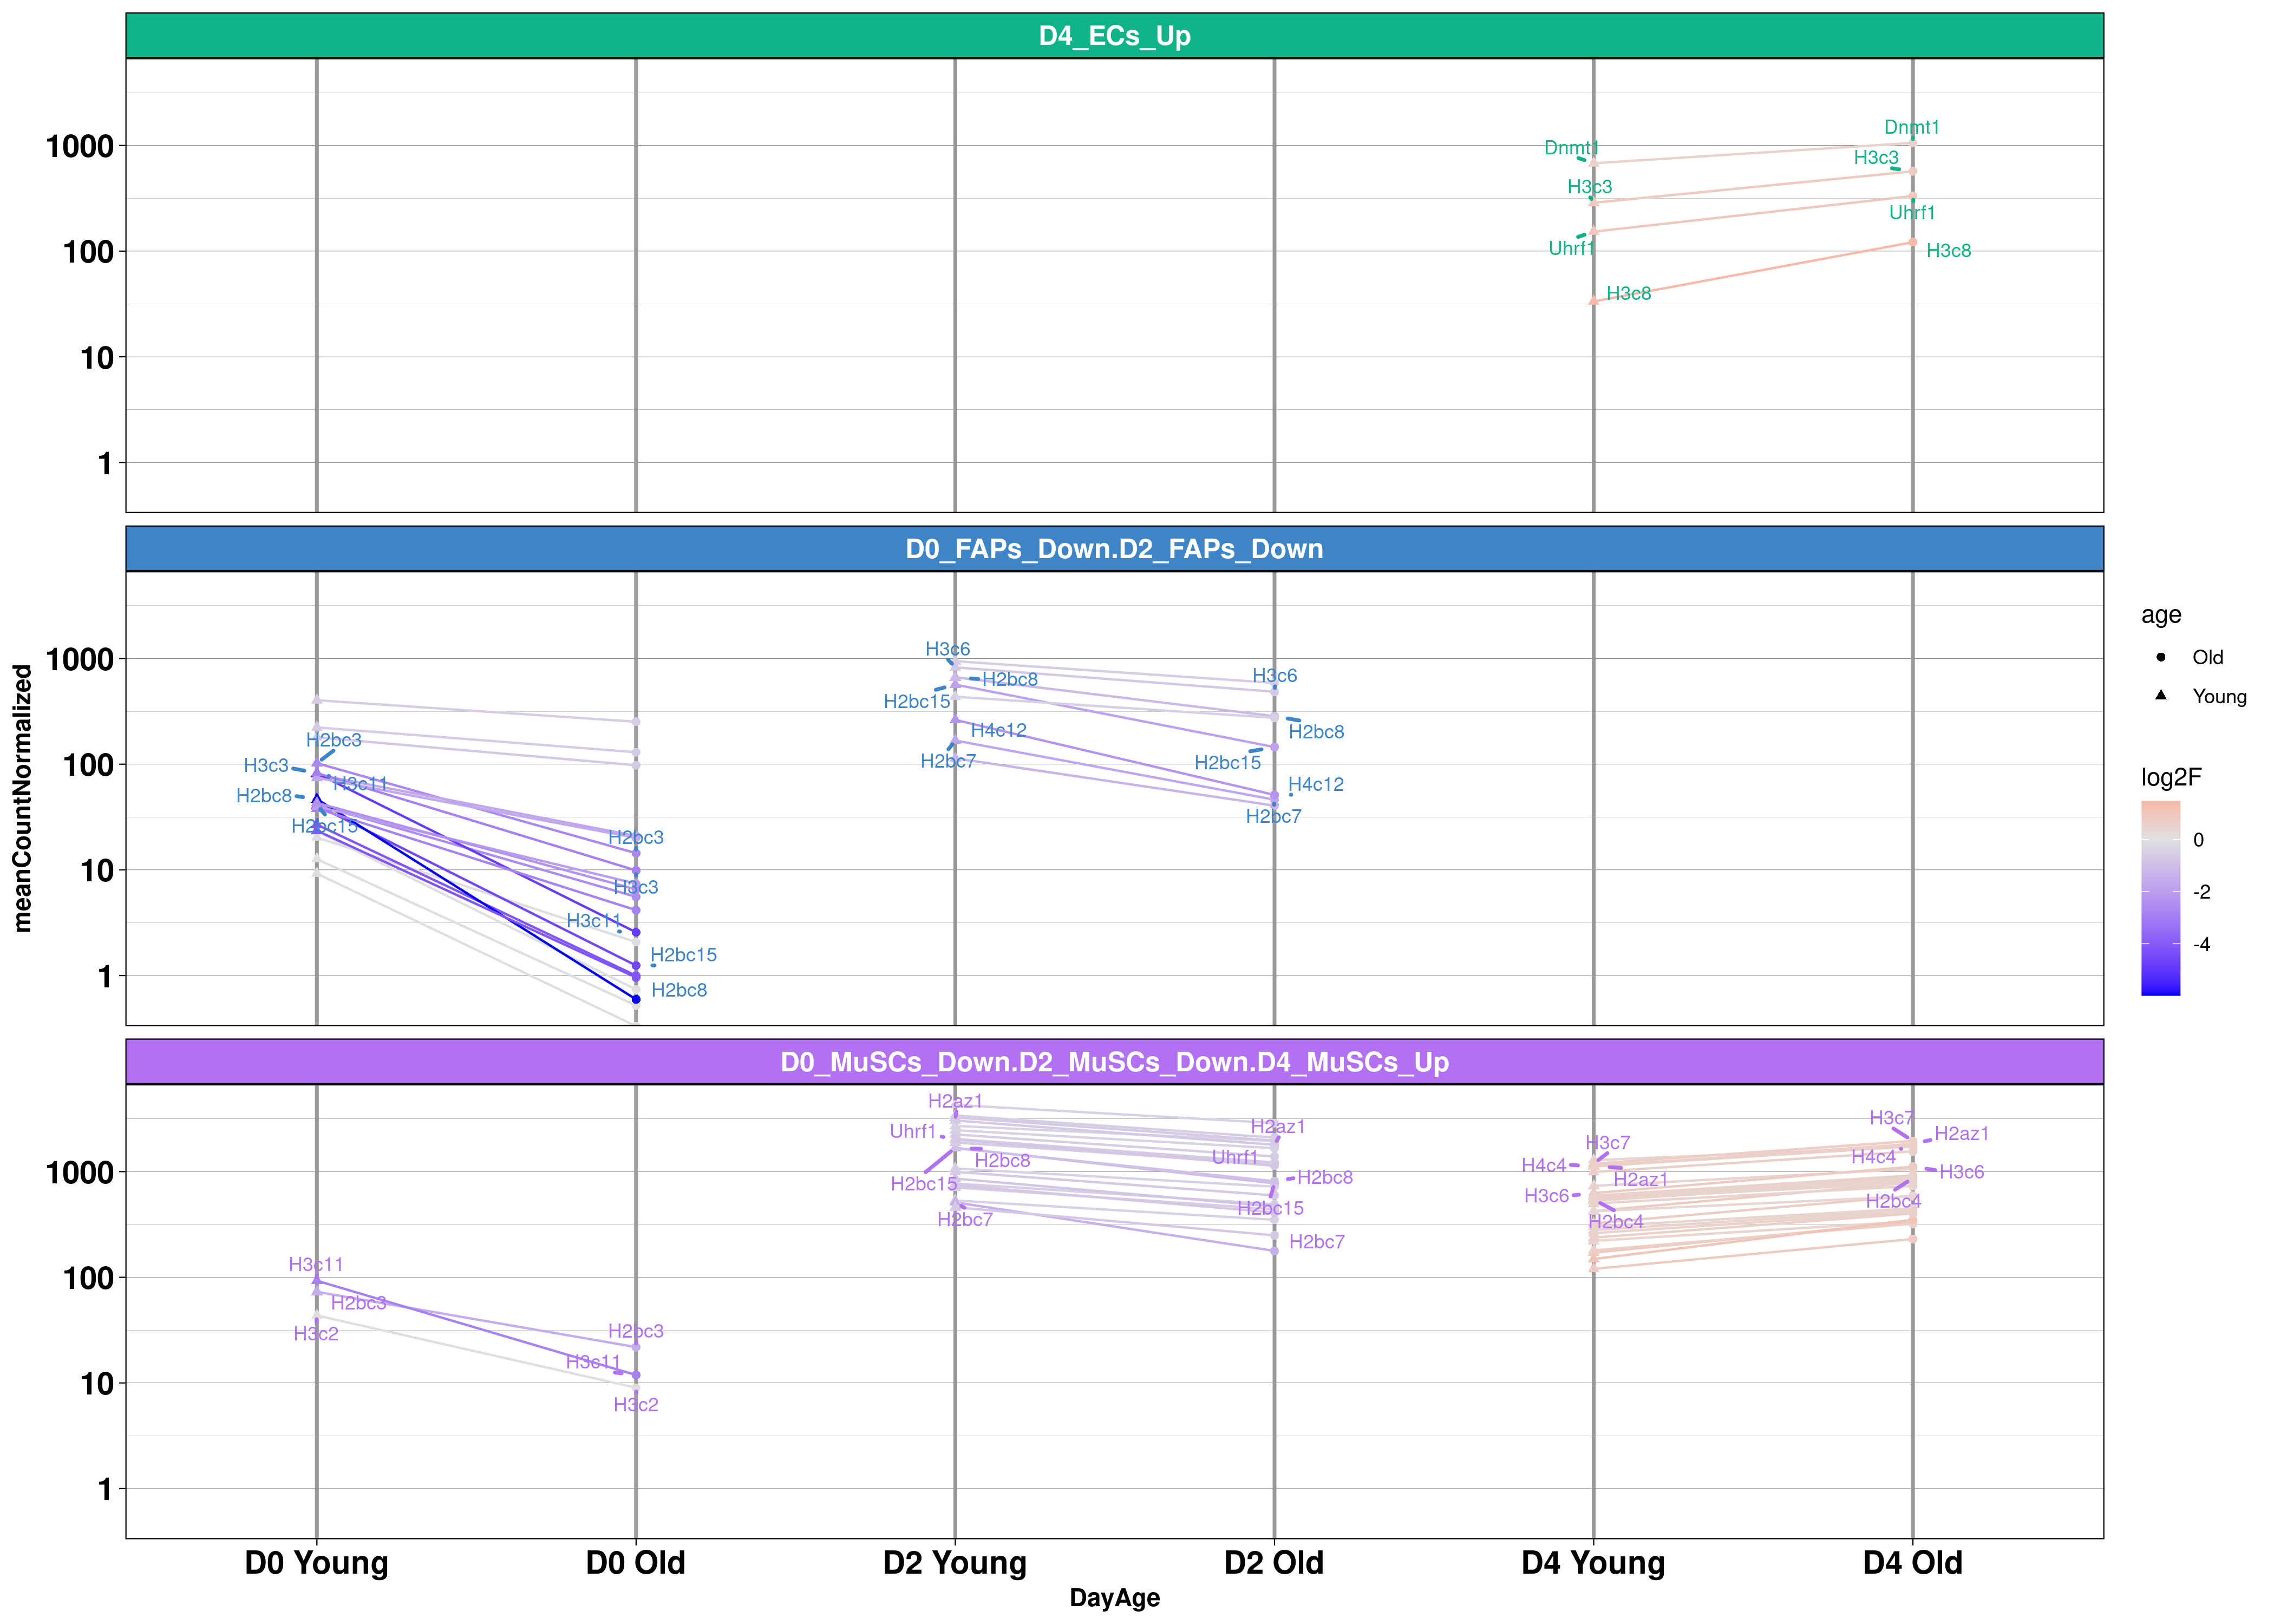 D4_ECs_Up
1000
100
10
1
Dnmt1
H3c3
Uhrf1
H3c8
Dnmt1
H3c3
Uhrf1
H3c8
D0_FAPs_Down.D2_FAPs_Down
1000
100
10
1
H2bc3
H3c3
H3c11
H2bc8
H2bc15
H2bc3
H3c3
H3c11
H2bc15
H2bc8
H3c6
H2bc8
H2bc15
H4c12
H2bc7
H3c6
H2bc8
H2bc15
H4c12
H2bc7
D0_MuSCs_Down.D2_MuSCs_Down.D4_MuSCs_Up
1000
100
10
1
H3c11
H2bc3
H3c2
H2bc3
H3c11
H3c2
H2az1
Uhrf1
H2bc8
H2bc15
H2bc7
H2az1
Uhrf1
H2bc8
H2bc15
H2bc7
H3c7
H4c4
H2az1
H3c6
H2bc4
H3c7
H2az1
H4c4
H3c6
H2bc4
D0 Young D0 Old D2 Young D2 Old D4 Young D4 Old
DayAge
meanCountNormalized
age
Old
Young
log2F
0
-2
-4